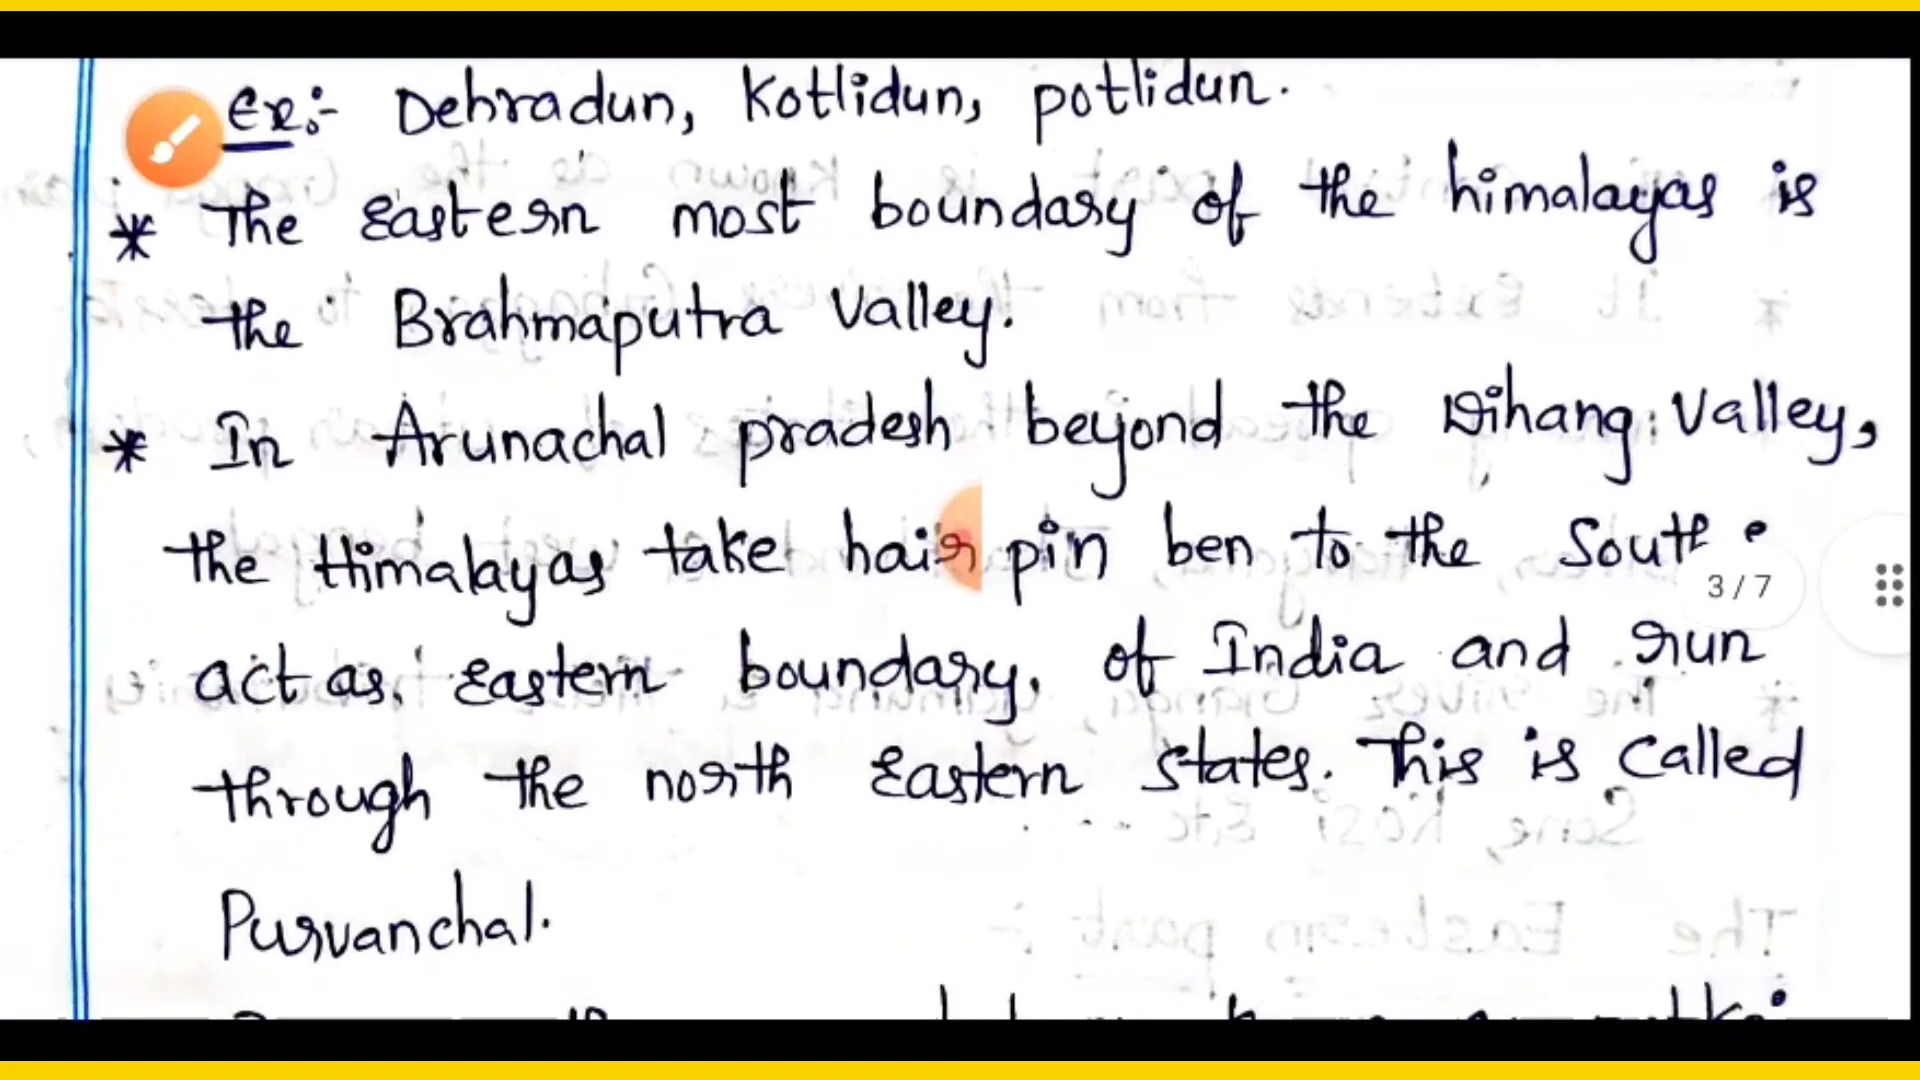 Ex:- Dehradun, Kotlidun, potlidun.
* The Eastern most boundary of the himalayas is
the Brahmaputra Valley.
* In Arunachal pradesh beyond the Dihang Valley,
the Himalayas take hair pin ben to the South
3/7
act as Eastern boundary, of India and run
through the north Eastern states. This is called
Purvanchal.